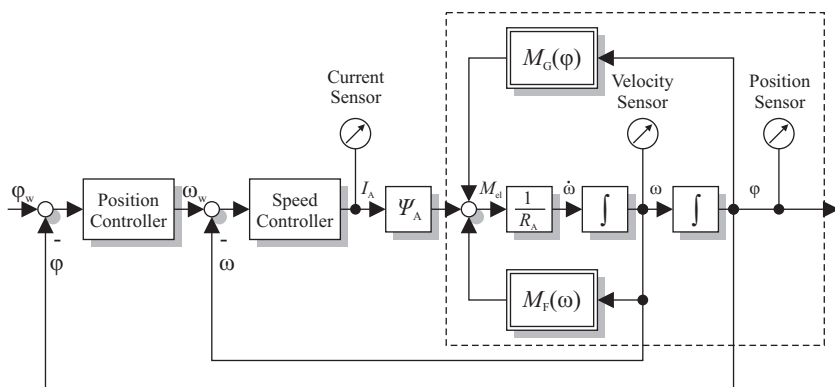 M_G(φ)
Current
Sensor
Velocity
Sensor
Position
Sensor
φ_w
Position
Controller
ω_w
Speed
Controller
I_A
Ψ_A
M_el
1
R_A
ω̇
∫
ω
∫
φ
-
φ
-
ω
M_F(ω)